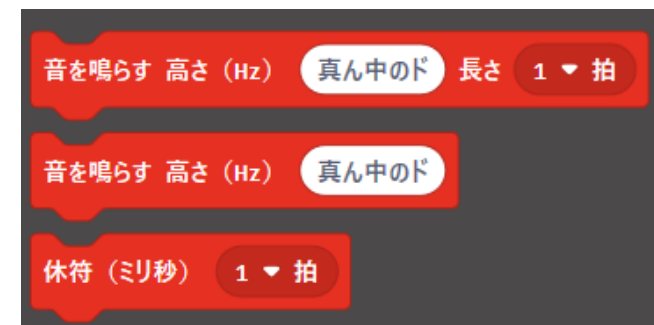 音を鳴らす 高さ（Hz） 真ん中のド 長さ 1 拍
音を鳴らす 高さ（Hz） 真ん中のド
休符（ミリ秒） 1 拍